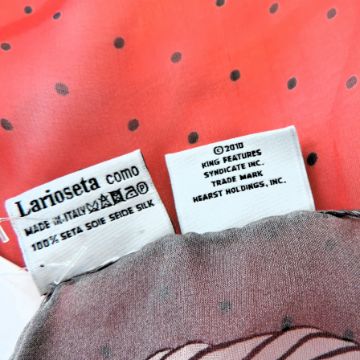 Larioseta como
MADE IN ITALY
100% SETA SOIE SEIDE SILK
© 2010
KING FEATURES
SYNDICATE INC.
TRADE MARK
HEARST HOLDINGS, INC.